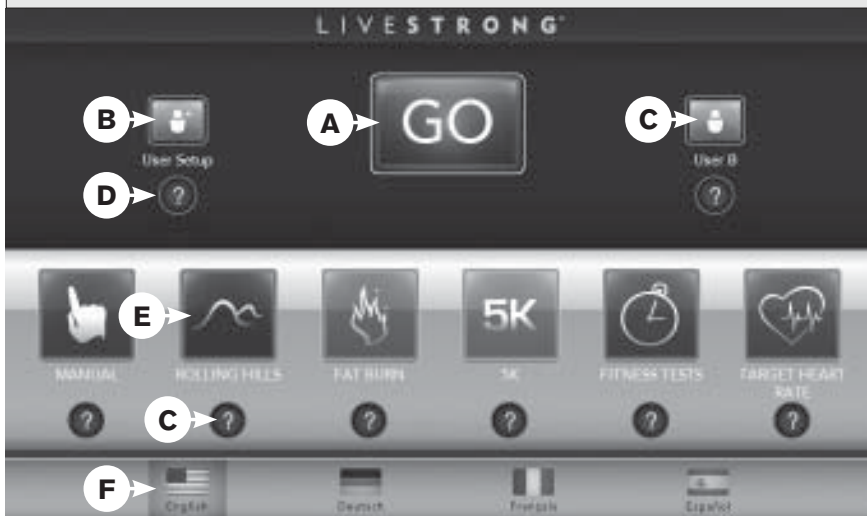 LIVESTRONG
B
A
GO
C
User Setup
User B
D
?
?
E
5K
MANUAL
ROLLING HILLS
FAT BURN
5K
FITNESS TESTS
TARGET HEART
RATE
C
?
?
?
?
?
?
F
English
Deutsch
Français
Español